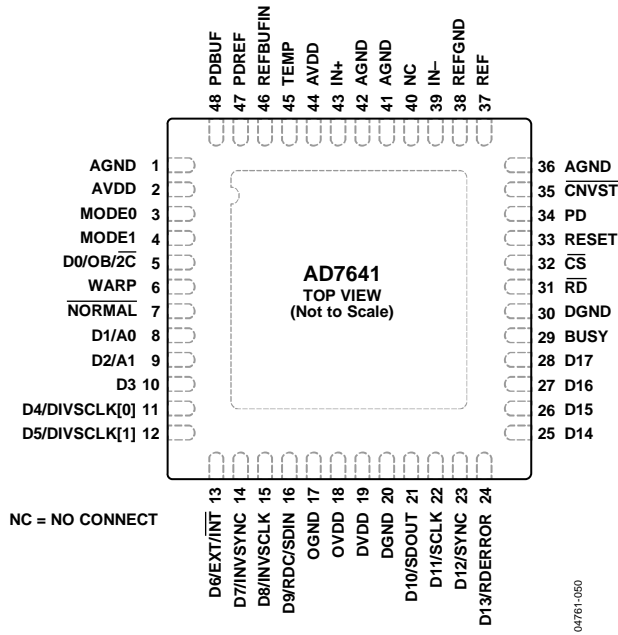 48 PDBUF
47 PDREF
46 REFBUFIN
45 TEMP
44 AVDD
43 IN+
42 AGND
41 AGND
40 NC
39 IN–
38 REFGND
37 REF
AGND 1
AVDD 2
MODE0 3
MODE1 4
D0/OB/2C 5
WARP 6
NORMAL 7
D1/A0 8
D2/A1 9
D3 10
D4/DIVSCLK[0] 11
D5/DIVSCLK[1] 12
AD7641
TOP VIEW
(Not to Scale)
36 AGND
35 CNVST
34 PD
33 RESET
32 CS
31 RD
30 DGND
29 BUSY
28 D17
27 D16
26 D15
25 D14
D6/EXT/INT 13
D7/INVSYNC 14
D8/INVSCLK 15
D9/RDC/SDIN 16
OGND 17
OVDD 18
DVDD 19
DGND 20
D10/SDOUT 21
D11/SCLK 22
D12/SYNC 23
D13/RDERROR 24
NC = NO CONNECT
04761-050